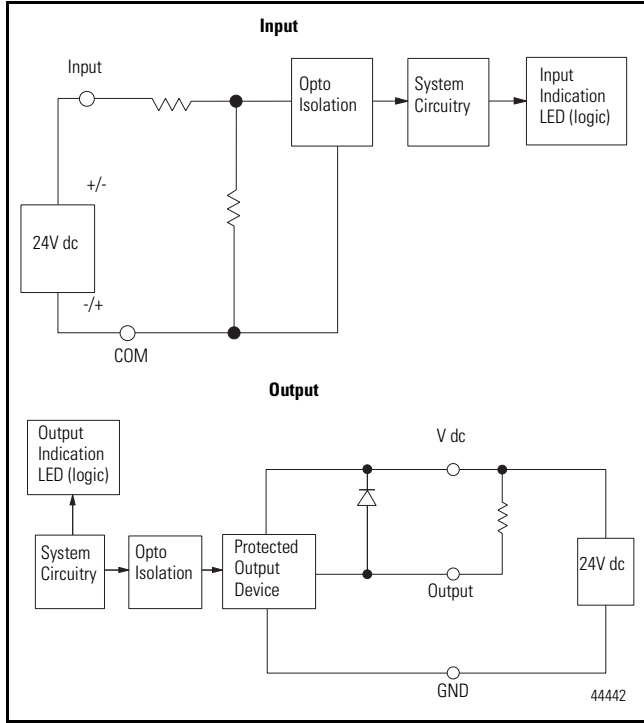 Input
Input
Opto
Isolation
System
Circuitry
Input
Indication
LED (logic)
+/-
24V dc
-/+
COM
Output
Output
Indication
LED (logic)
V dc
System
Circuitry
Opto
Isolation
Protected
Output
Device
Output
24V dc
GND
44442